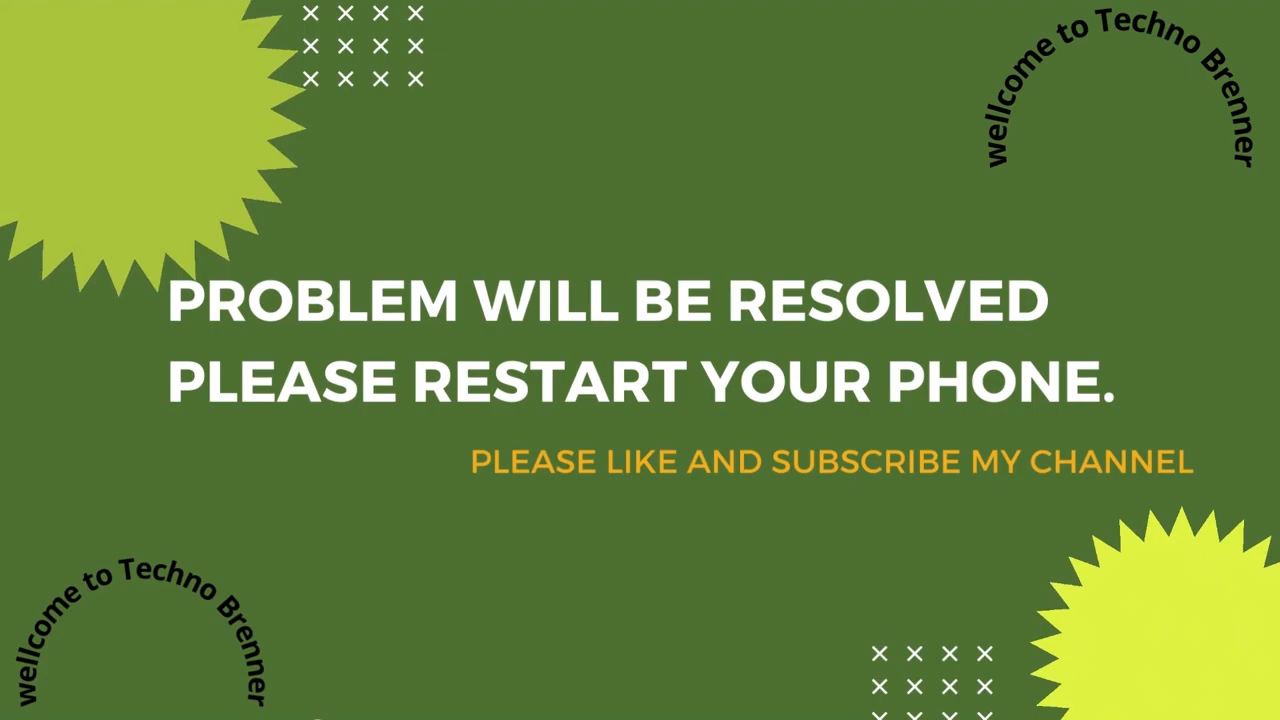 wellcome to Techno Brenner
PROBLEM WILL BE RESOLVED
PLEASE RESTART YOUR PHONE.
PLEASE LIKE AND SUBSCRIBE MY CHANNEL
wellcome to Techno Brenner